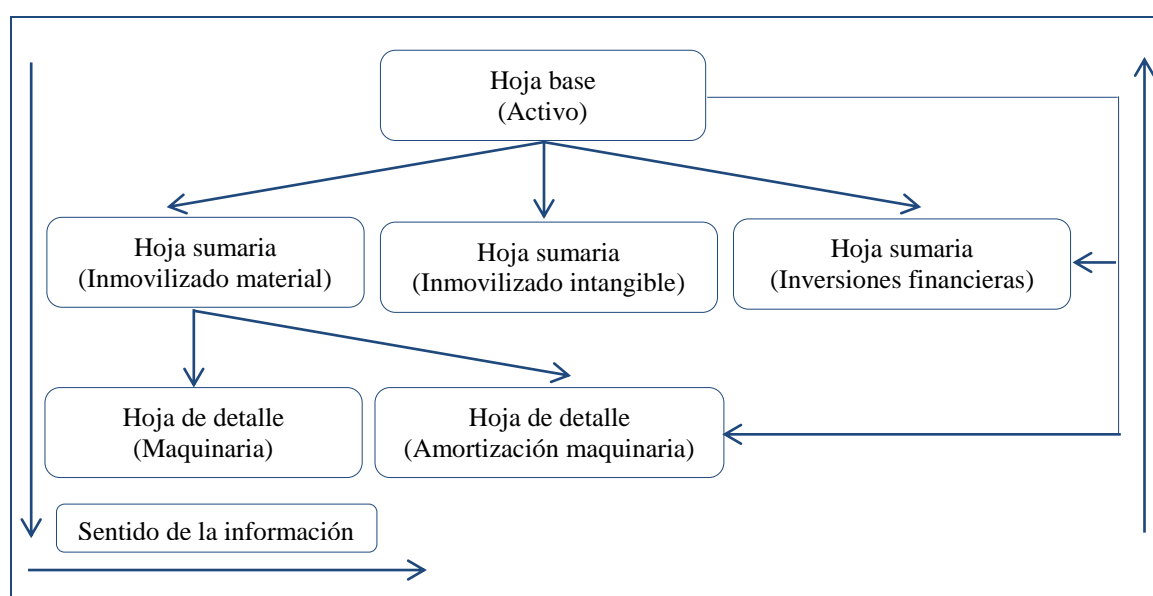 Hoja base
(Activo)
Hoja sumaria
(Inmovilizado material)
Hoja sumaria
(Inmovilizado intangible)
Hoja sumaria
(Inversiones financieras)
Hoja de detalle
(Maquinaria)
Hoja de detalle
(Amortización maquinaria)
Sentido de la información